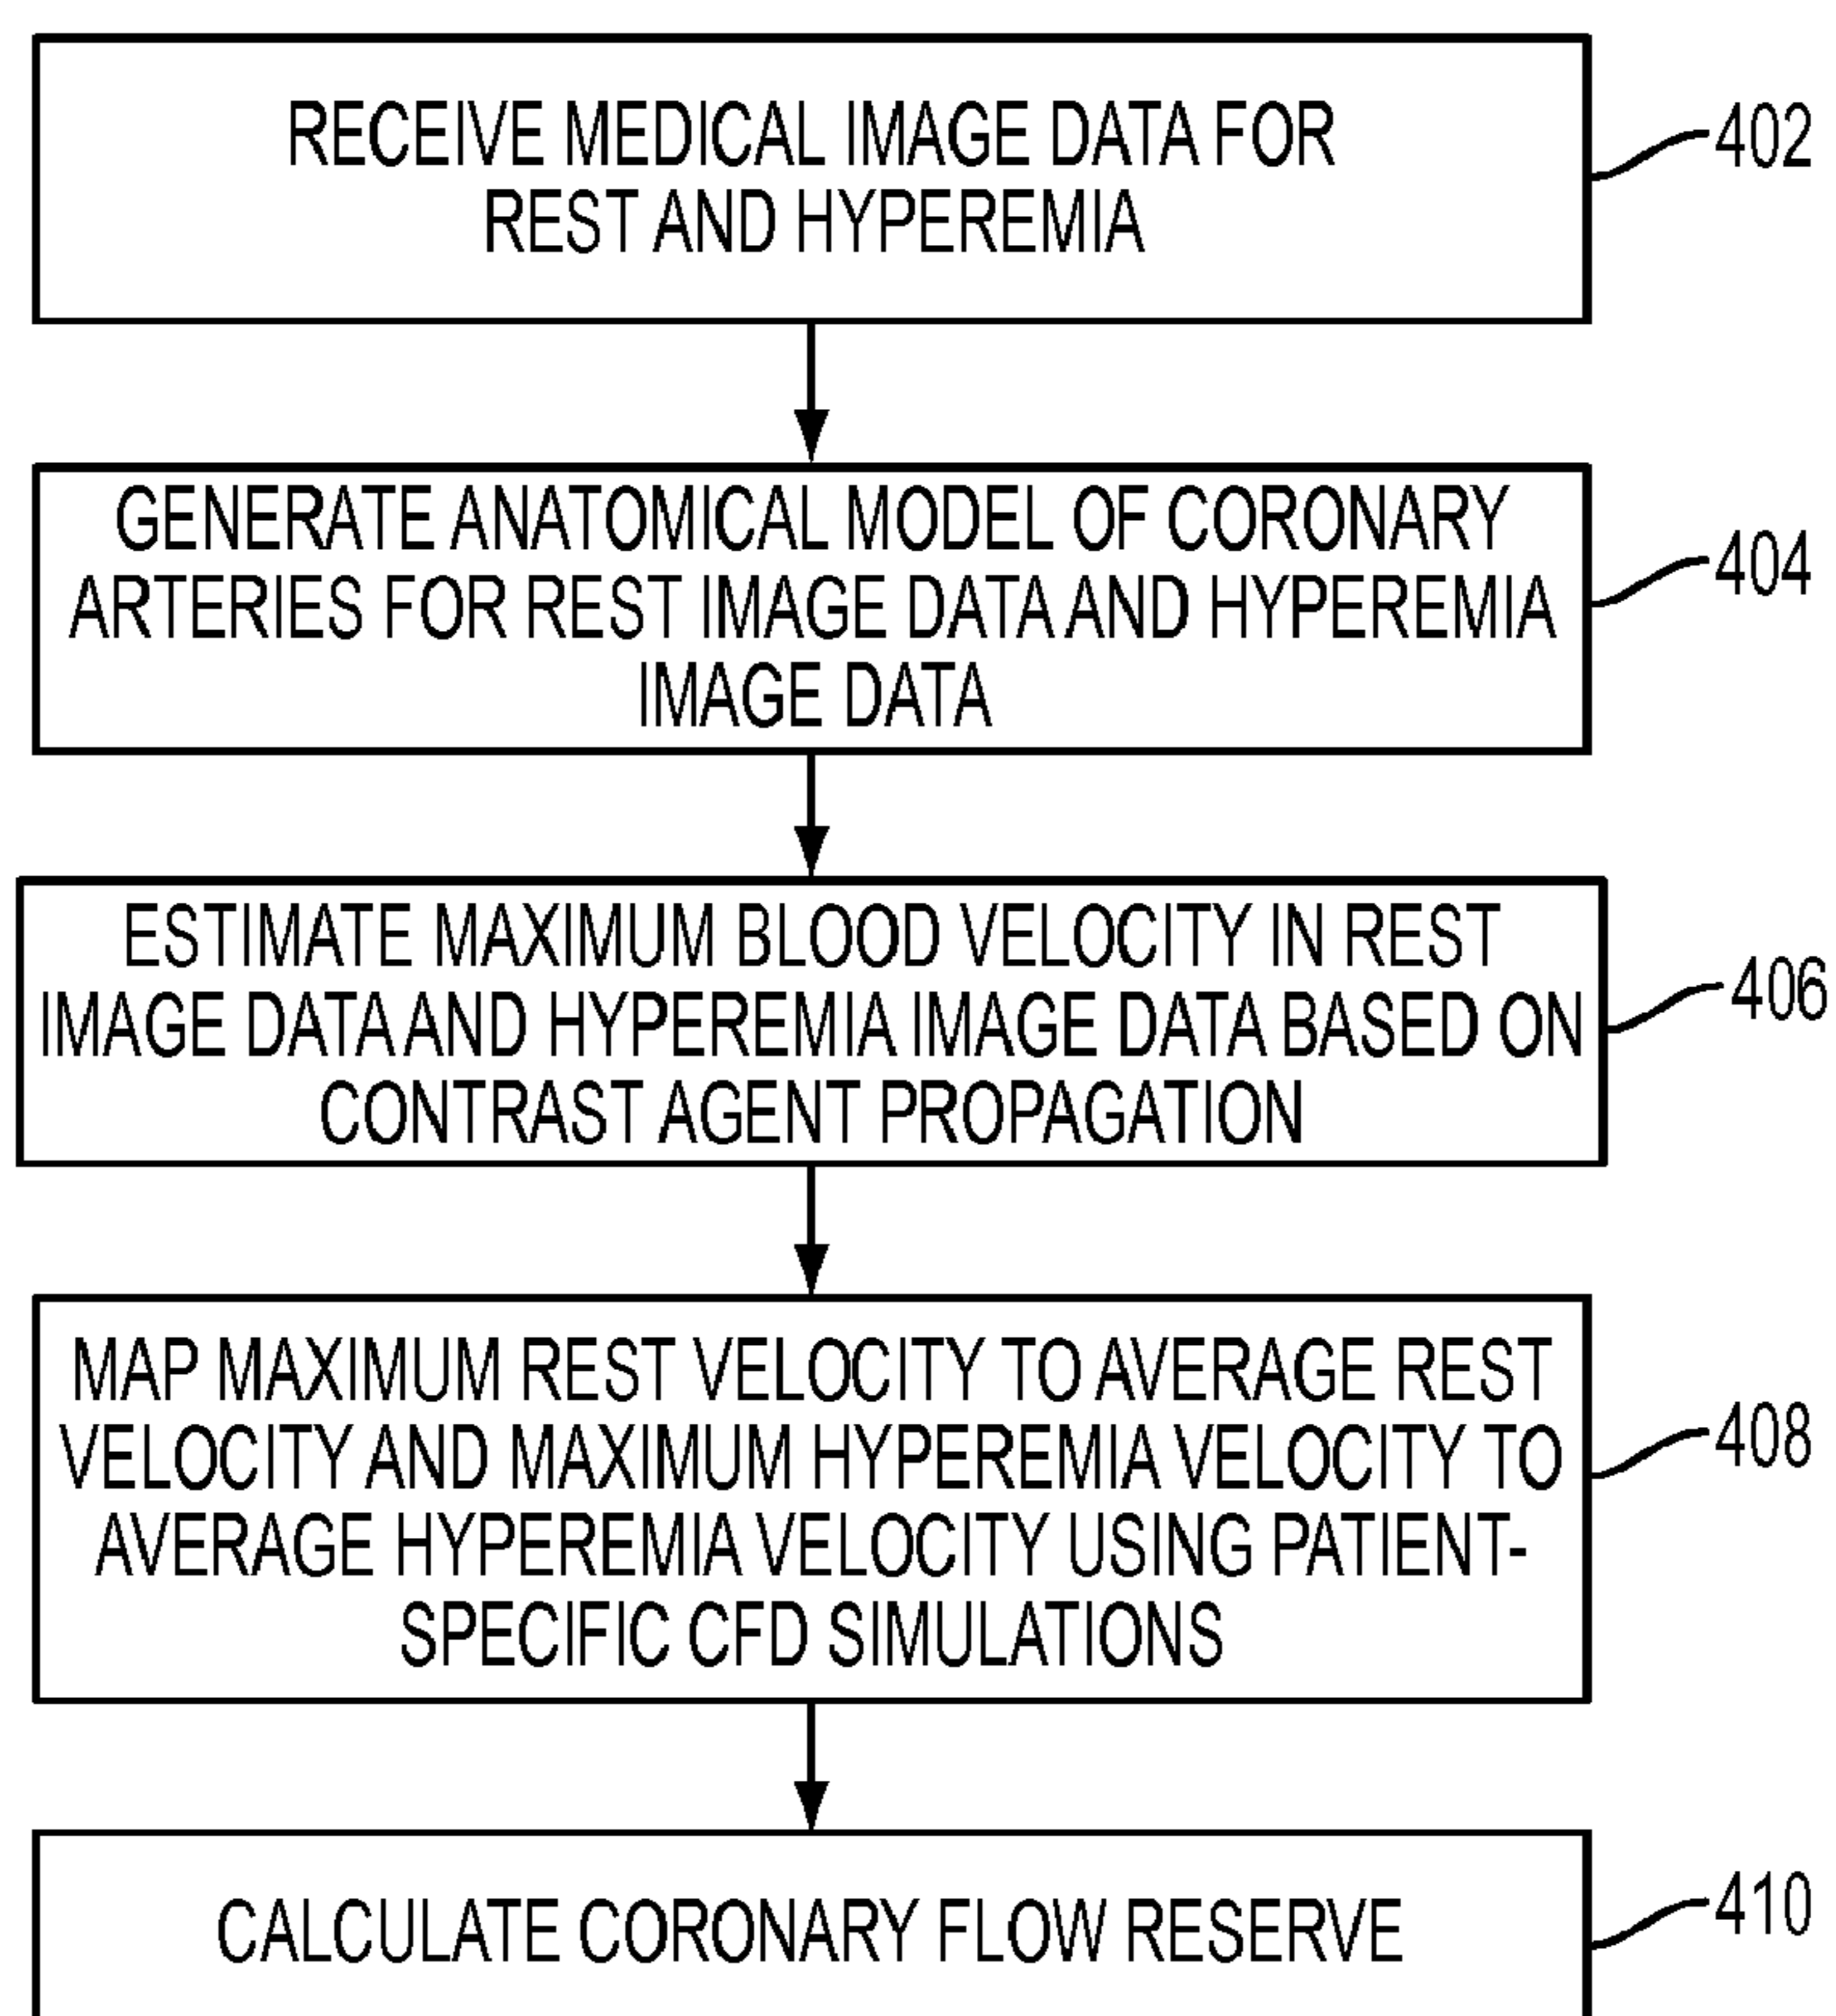 RECEIVE MEDICAL IMAGE DATA FOR
REST AND HYPEREMIA
402
GENERATE ANATOMICAL MODEL OF CORONARY
ARTERIES FOR REST IMAGE DATA AND HYPEREMIA
IMAGE DATA
404
ESTIMATE MAXIMUM BLOOD VELOCITY IN REST
IMAGE DATA AND HYPEREMIA IMAGE DATA BASED ON
CONTRAST AGENT PROPAGATION
406
MAP MAXIMUM REST VELOCITY TO AVERAGE REST
VELOCITY AND MAXIMUM HYPEREMIA VELOCITY TO
AVERAGE HYPEREMIA VELOCITY USING PATIENT-
SPECIFIC CFD SIMULATIONS
408
CALCULATE CORONARY FLOW RESERVE
410